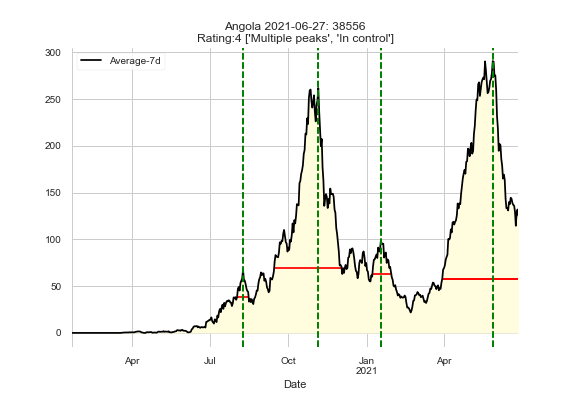 Angola 2021-06-27: 38556
Rating:4 ['Multiple peaks', 'In control']
Average-7d
300
250
200
150
100
50
0
Apr Jul Oct Jan Apr
2021
Date